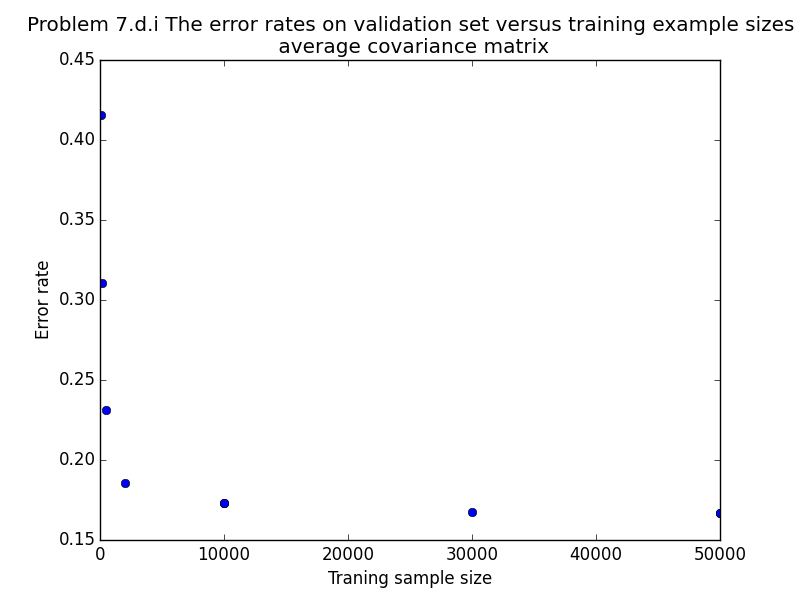 Problem 7.d.i The error rates on validation set versus training example sizes
average covariance matrix
0.45
0.40
0.35
0.30
0.25
0.20
0.15
Error rate
0 10000 20000 30000 40000 50000
Traning sample size